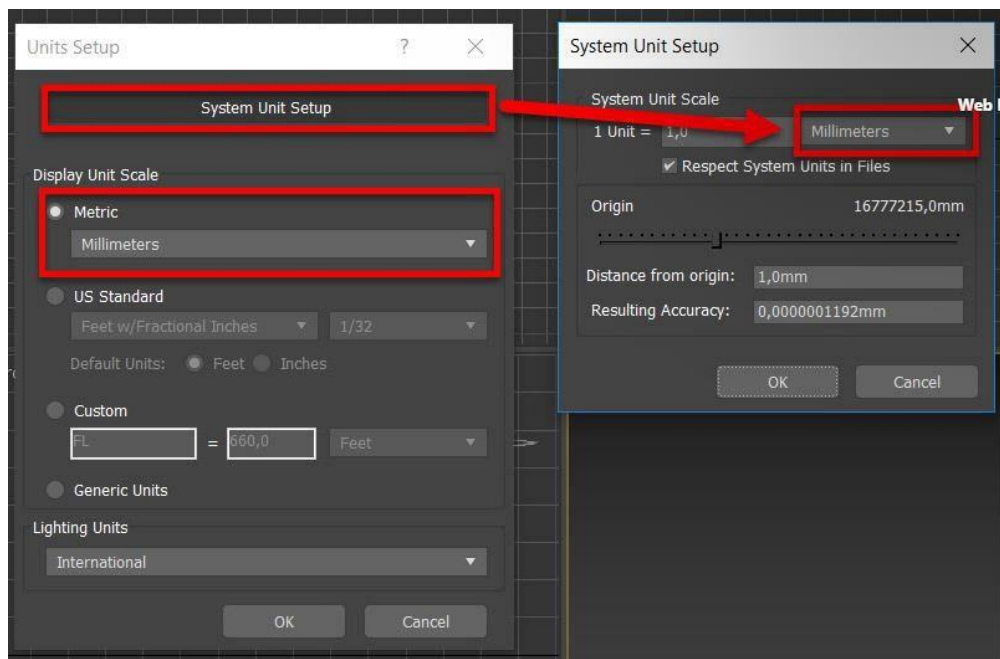 Units Setup
?
System Unit Setup
Display Unit Scale
Metric
Millimeters
US Standard
Feet w/Fractional Inches 1/32
Default Units: Feet Inches
Custom
FL = 660,0 Feet
Generic Units
Lighting Units
International
OK Cancel
System Unit Setup
System Unit Scale
Web
1 Unit = 1,0 Millimeters
Respect System Units in Files
Origin 16777215,0mm
Distance from origin: 1,0mm
Resulting Accuracy: 0,0000001192mm
OK Cancel